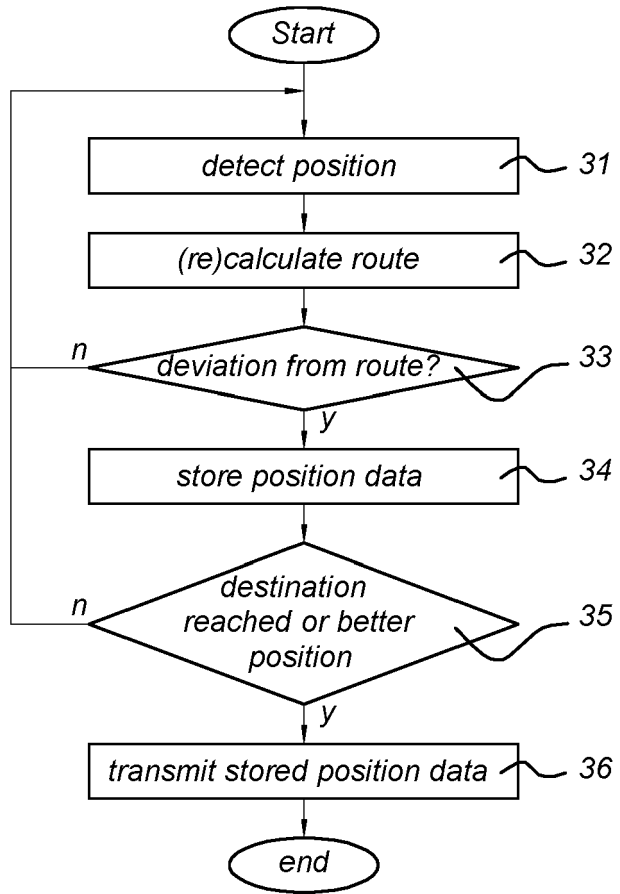 Start
detect position
31
(re)calculate route
32
n
deviation from route?
33
y
store position data
34
n
destination
reached or better
position
35
y
transmit stored position data
36
end